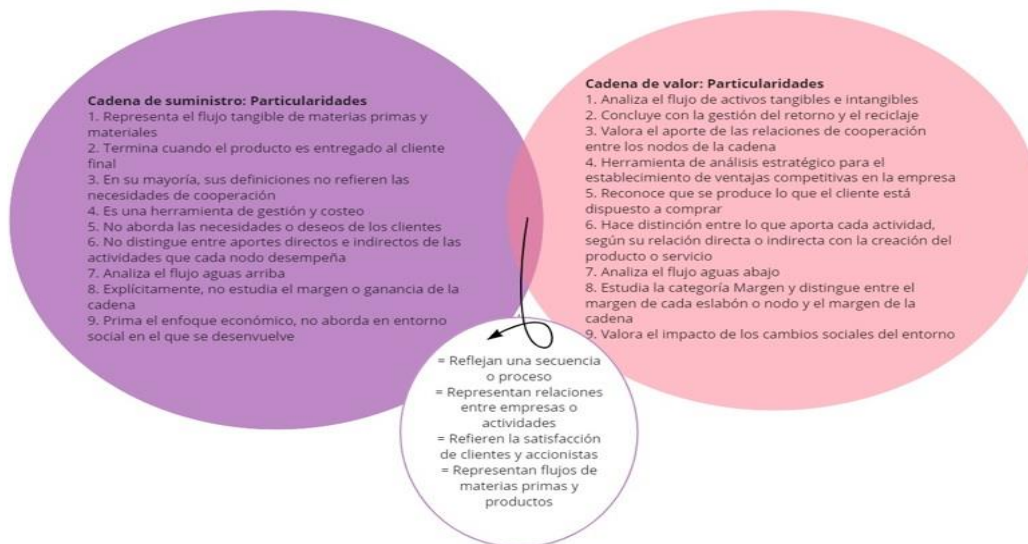 Cadena de suministro: Particularidades
1. Representa el flujo tangible de materias primas y
materiales
2. Termina cuando el producto es entregado al cliente
final
3. En su mayoría, sus definiciones no refieren las
necesidades de cooperación
4. Es una herramienta de gestión y costeo
5. No aborda las necesidades o deseos de los clientes
6. No distingue entre aportes directos e indirectos de las
actividades que cada nodo desempeña
7. Analiza el flujo aguas arriba
8. Explícitamente, no estudia el margen o ganancia de la
cadena
9. Prima el enfoque económico, no aborda en entorno
social en el que se desenvuelve
Cadena de valor: Particularidades
1. Analiza el flujo de activos tangibles e intangibles
2. Concluye con la gestión del retorno y el reciclaje
3. Valora el aporte de las relaciones de cooperación
entre los nodos de la cadena
4. Herramienta de análisis estratégico para el
establecimiento de ventajas competitivas en la empresa
5. Reconoce que se produce lo que el cliente está
dispuesto a comprar
6. Hace distinción entre lo que aporta cada actividad,
según su relación directa o indirecta con la creación del
producto o servicio
7. Analiza el flujo aguas abajo
8. Estudia la categoría Margen y distingue entre el
margen de cada eslabón o nodo y el margen de la
cadena
9. Valora el impacto de los cambios sociales del entorno
= Reflejan una secuencia
o proceso
= Representan relaciones
entre empresas o
actividades
= Refieren la satisfacción
de clientes y accionistas
= Representan flujos de
materias primas y
productos